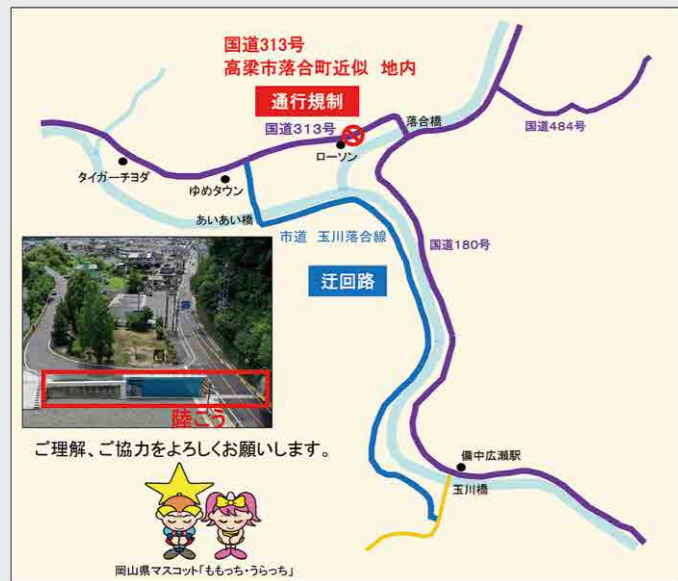 国道313号
高梁市落合町近似 地内
通行規制
国道313号
落合橋
国道484号
ローソン
タイガーチヨダ
ゆめタウン
あいあい橋
市道 玉川落合線
国道180号
迂回路
陸こう
ご理解、ご協力をよろしくお願いします。
備中広瀬駅
玉川橋
岡山県マスコット「ももっち・うらっち」